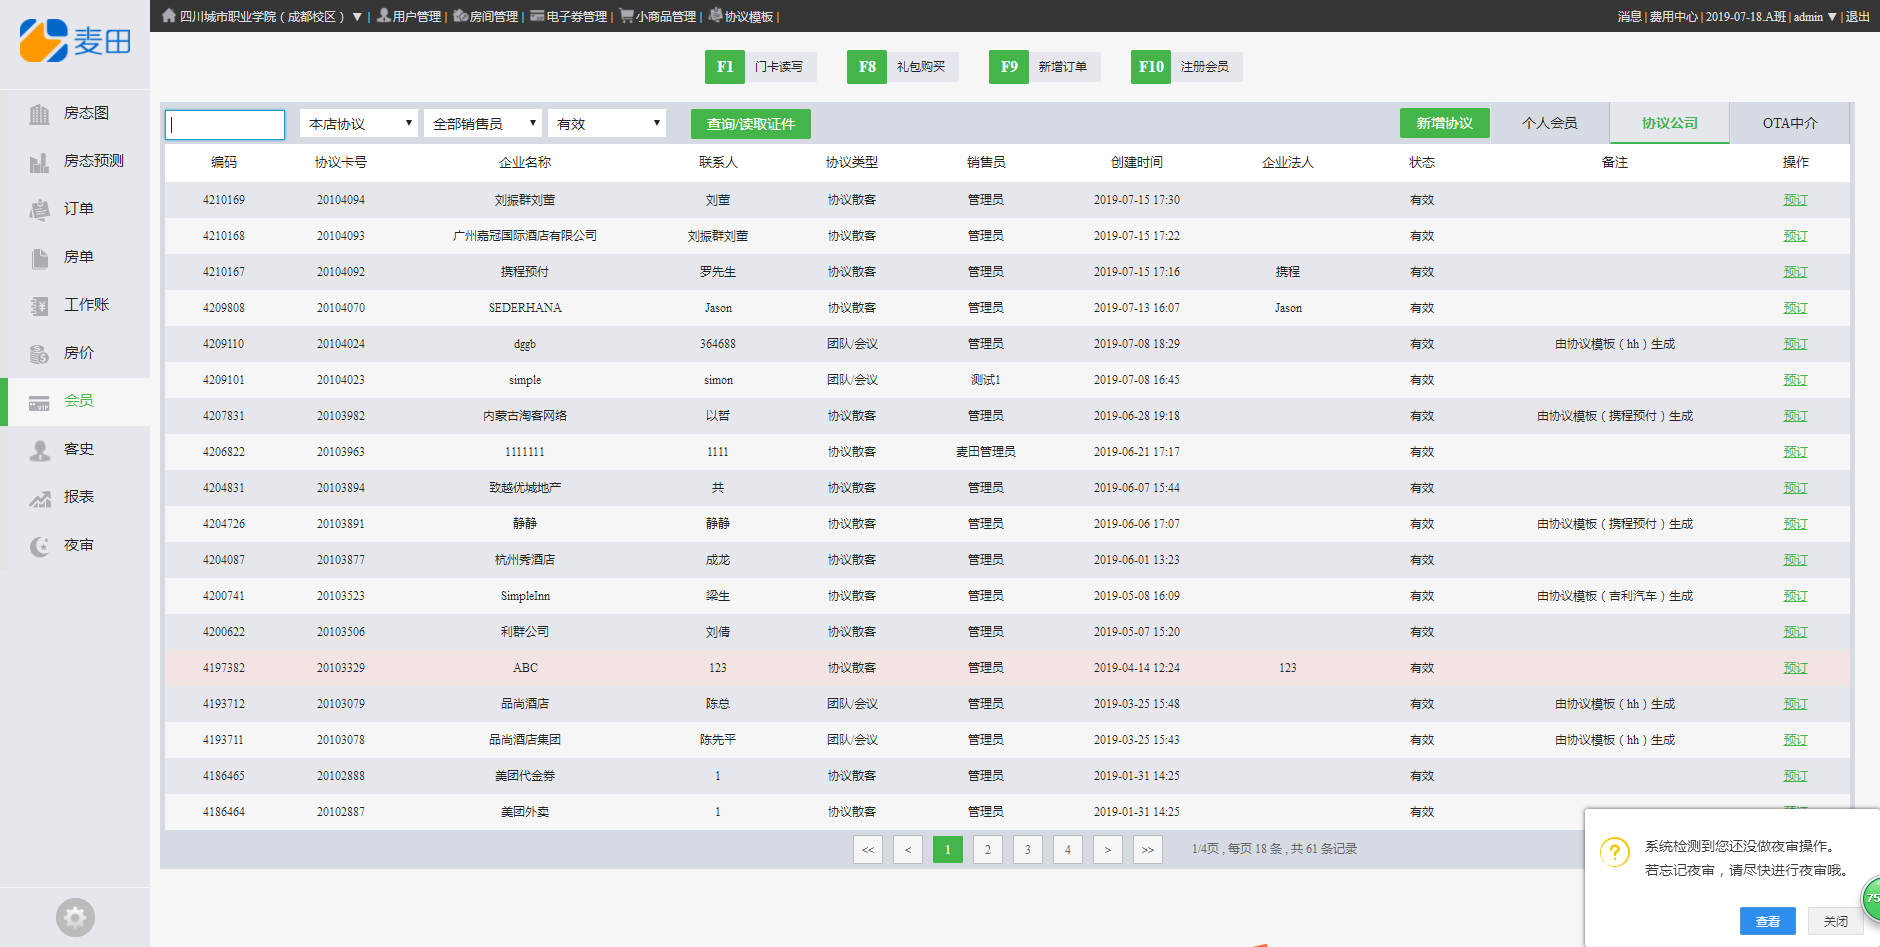 四川城市职业学院（成都校区） ▼ | 用户管理 | 房间管理 | 电子券管理 | 小商品管理 | 协议模板 |
消息 | 费用中心 | 2019-07-18.A班 | admin ▼ | 退出
麦田
F1 门卡读写 F8 礼包购买 F9 新增订单 F10 注册会员
房态图
房态预测
订单
房单
工作账
房价
会员
客史
报表
夜审
本店协议 全部销售员 有效 查询/读取证件 新增协议 个人会员 协议公司 OTA中介
编码 协议卡号 企业名称 联系人 协议类型 销售员 创建时间 企业法人 状态 备注 操作
4210169 20104094 刘振群刘董 刘董 协议散客 管理员 2019-07-15 17:30 有效 预订
4210168 20104093 广州嘉冠国际酒店有限公司 刘振群刘董 协议散客 管理员 2019-07-15 17:22 有效 预订
4210167 20104092 携程预付 罗先生 协议散客 管理员 2019-07-15 17:16 携程 有效 预订
4209808 20104070 SEDERHANA Jason 协议散客 管理员 2019-07-13 16:07 Jason 有效 预订
4209110 20104024 dggb 364688 团队/会议 管理员 2019-07-08 18:29 有效 由协议模板（hh）生成 预订
4209101 20104023 simple simon 团队/会议 测试1 2019-07-08 16:45 有效 预订
4207831 20103982 内蒙古淘客网络 以哲 协议散客 管理员 2019-06-28 19:18 有效 由协议模板（携程预付）生成 预订
4206822 20103963 1111111 1111 协议散客 麦田管理员 2019-06-21 17:17 有效 预订
4204831 20103894 致越优城地产 共 协议散客 管理员 2019-06-07 15:44 有效 预订
4204726 20103891 静静 静静 协议散客 管理员 2019-06-06 17:07 有效 由协议模板（携程预付）生成 预订
4204087 20103877 杭州秀酒店 成龙 协议散客 管理员 2019-06-01 13:23 有效 预订
4200741 20103523 SimpleInn 梁生 协议散客 管理员 2019-05-08 16:09 有效 由协议模板（吉利汽车）生成 预订
4200622 20103506 利群公司 刘倩 协议散客 管理员 2019-05-07 15:20 有效 预订
4197382 20103329 ABC 123 协议散客 管理员 2019-04-14 12:24 123 有效 预订
4193712 20103079 品尚酒店 陈总 团队/会议 管理员 2019-03-25 15:48 有效 由协议模板（hh）生成 预订
4193711 20103078 品尚酒店集团 陈先平 团队/会议 管理员 2019-03-25 15:43 有效 由协议模板（hh）生成 预订
4186465 20102888 美团代金券 1 协议散客 管理员 2019-01-31 14:25 有效 预订
4186464 20102887 美团外卖 1 协议散客 管理员 2019-01-31 14:25 有效
<< < 1 2 3 4 > >> 1/4页 , 每页 18 条 , 共 61 条记录
系统检测到您还没做夜审操作。
若忘记夜审，请尽快进行夜审哦。
查看 关闭
75